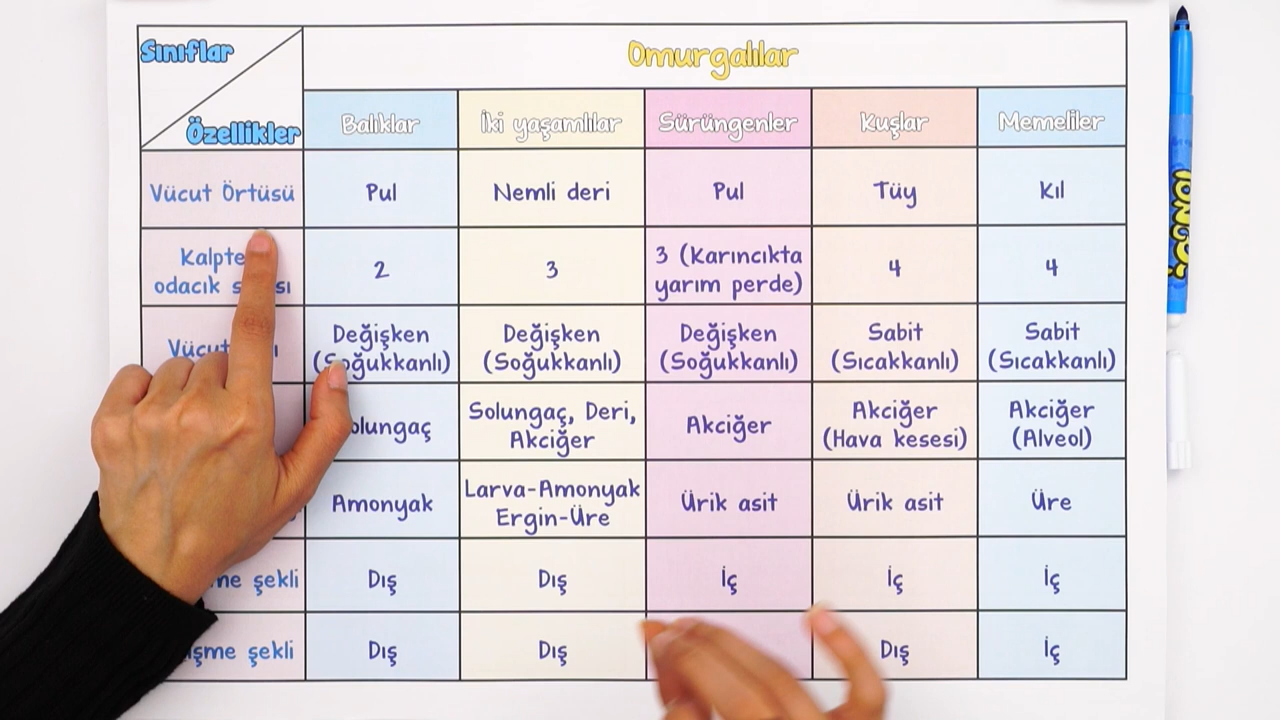 Sınıflar
Omurgalılar
Özellikler
Balıklar
İki yaşamlılar
Sürüngenler
Kuşlar
Memeliler
Vücut Örtüsü
Pul
Nemli deri
Pul
Tüy
Kıl
odacık
2
3
3 (Karıncıkta
yarım perde)
4
4
Değişken
(Soğukkanlı)
Değişken
(Soğukkanlı)
Değişken
(Soğukkanlı)
Sabit
(Sıcakkanlı)
Sabit
(Sıcakkanlı)
Solungaç, Deri,
Akciğer
Akciğer
Akciğer
(Hava kesesi)
Akciğer
(Alveol)
Amonyak
Larva-Amonyak
Ergin-Üre
Ürik asit
Ürik asit
Üre
şekli
Dış
Dış
İç
İç
İç
şekli
Dış
Dış
Dış
İç